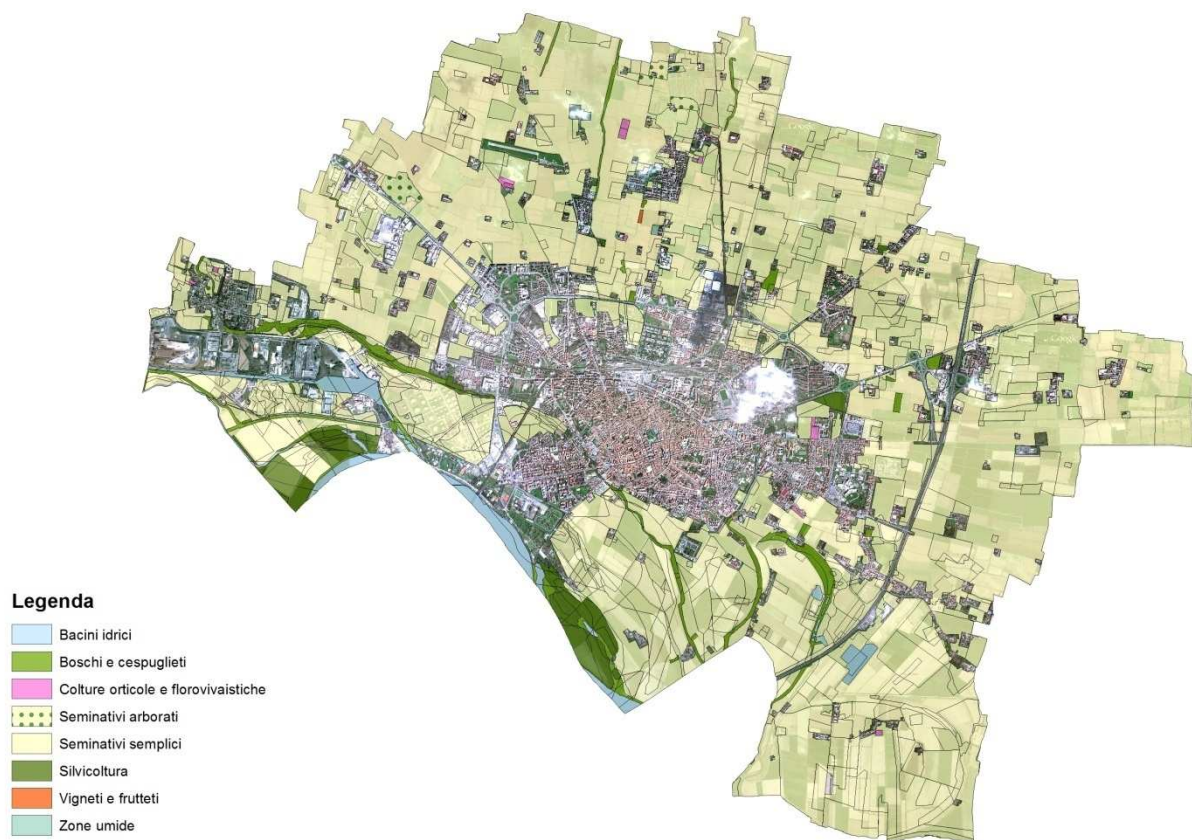 Legenda
Bacini idrici
Boschi e cespuglieti
Colture orticole e florovivaistiche
Seminativi arborati
Seminativi semplici
Silvicoltura
Vigneti e frutteti
Zone umide